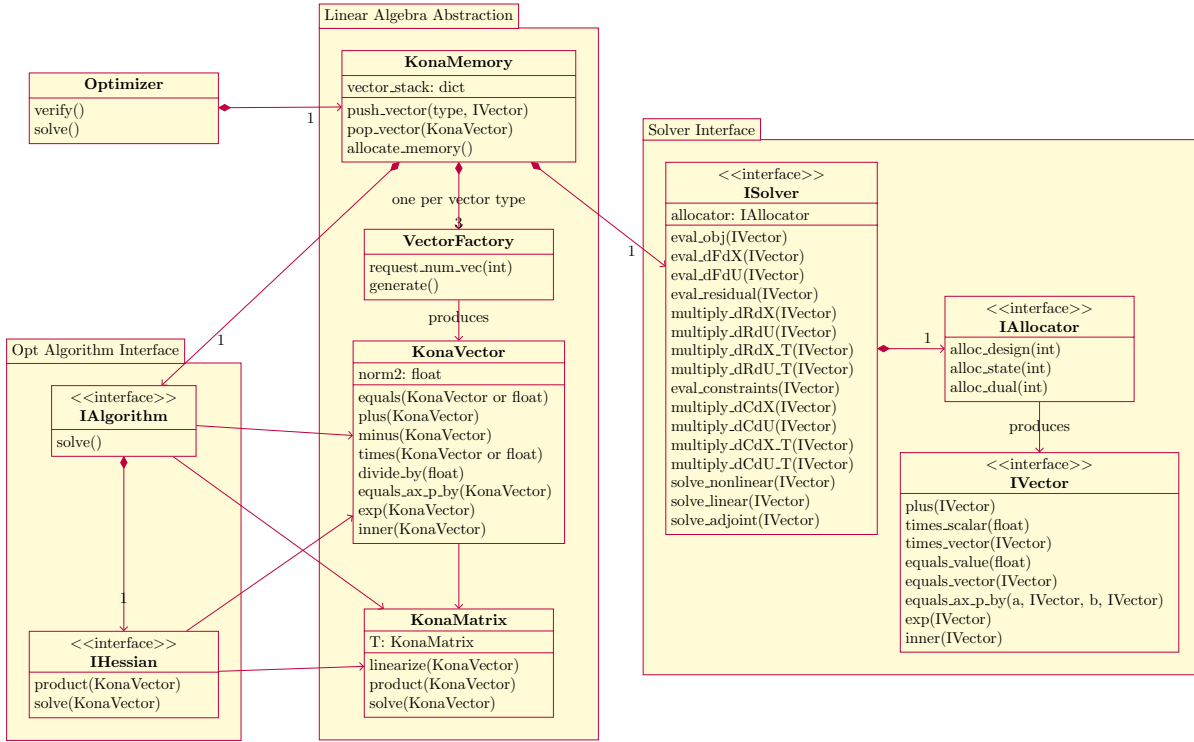 Linear Algebra Abstraction
KonaMemory
vector_stack: dict
push_vector(type, IVector)
pop_vector(KonaVector)
allocate_memory()
Optimizer
verify()
solve()
1
one per vector type
3
1
1
VectorFactory
request_num_vec(int)
generate()
produces
KonaVector
norm2: float
equals(KonaVector or float)
plus(KonaVector)
minus(KonaVector)
times(KonaVector or float)
divide_by(float)
equals_ax_p_by(KonaVector)
exp(KonaVector)
inner(KonaVector)
KonaMatrix
T: KonaMatrix
linearize(KonaVector)
product(KonaVector)
solve(KonaVector)
Opt Algorithm Interface
<<interface>>
IAlgorithm
solve()
1
<<interface>>
IHessian
product(KonaVector)
solve(KonaVector)
Solver Interface
<<interface>>
ISolver
allocator: IAllocator
eval_obj(IVector)
eval_dFdX(IVector)
eval_dFdU(IVector)
eval_residual(IVector)
multiply_dRdX(IVector)
multiply_dRdU(IVector)
multiply_dRdX_T(IVector)
multiply_dRdU_T(IVector)
eval_constraints(IVector)
multiply_dCdX(IVector)
multiply_dCdU(IVector)
multiply_dCdX_T(IVector)
multiply_dCdU_T(IVector)
solve_nonlinear(IVector)
solve_linear(IVector)
solve_adjoint(IVector)
1
<<interface>>
IAllocator
alloc_design(int)
alloc_state(int)
alloc_dual(int)
produces
<<interface>>
IVector
plus(IVector)
times_scalar(float)
times_vector(IVector)
equals_value(float)
equals_vector(IVector)
equals_ax_p_by(a, IVector, b, IVector)
exp(IVector)
inner(IVector)